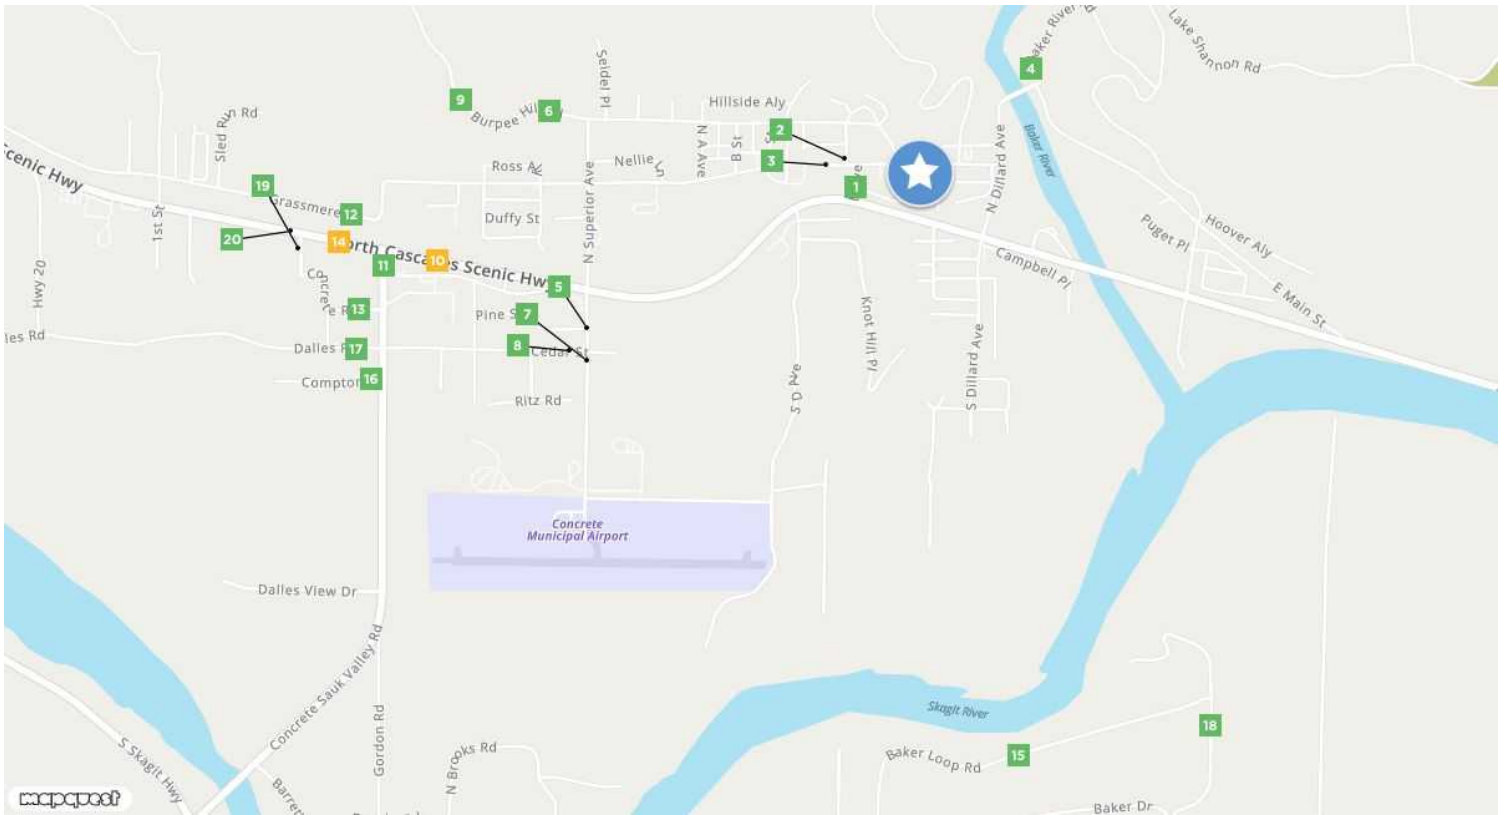 Baker River
Lake Shannon Rd
4
Seidel Pl
Hillside Aly
9
Burpee Hil
6
Sled Run Rd
N A Ave
B St
St
2
3
1
Ave
N Dillard Ave
Baker River
Scenic Hwy
Ross A
Nellie
19
Grassmere
12
Duffy St
N Superior Ave
Hoover Aly
Puget Pl
1st St
20
14
North Cascades Scenic Hwy
11
10
Campbell Pl
Hwy 20
Concrete R
13
5
Pine S
7
E Main St
Knot Hill Pl
les Rd
Dalles R
17
8
Cedar St
S Dillard Ave
Compton
16
Ritz Rd
S D Ave
Concrete
Municipal Airport
Dalles View Dr
Concrete Sauk Valley Rd
Skagit River
18
S Skagit Hwy
Gordon Rd
N Brooks Rd
Baker Loop Rd
15
Barrett
Baker Dr
mapquest